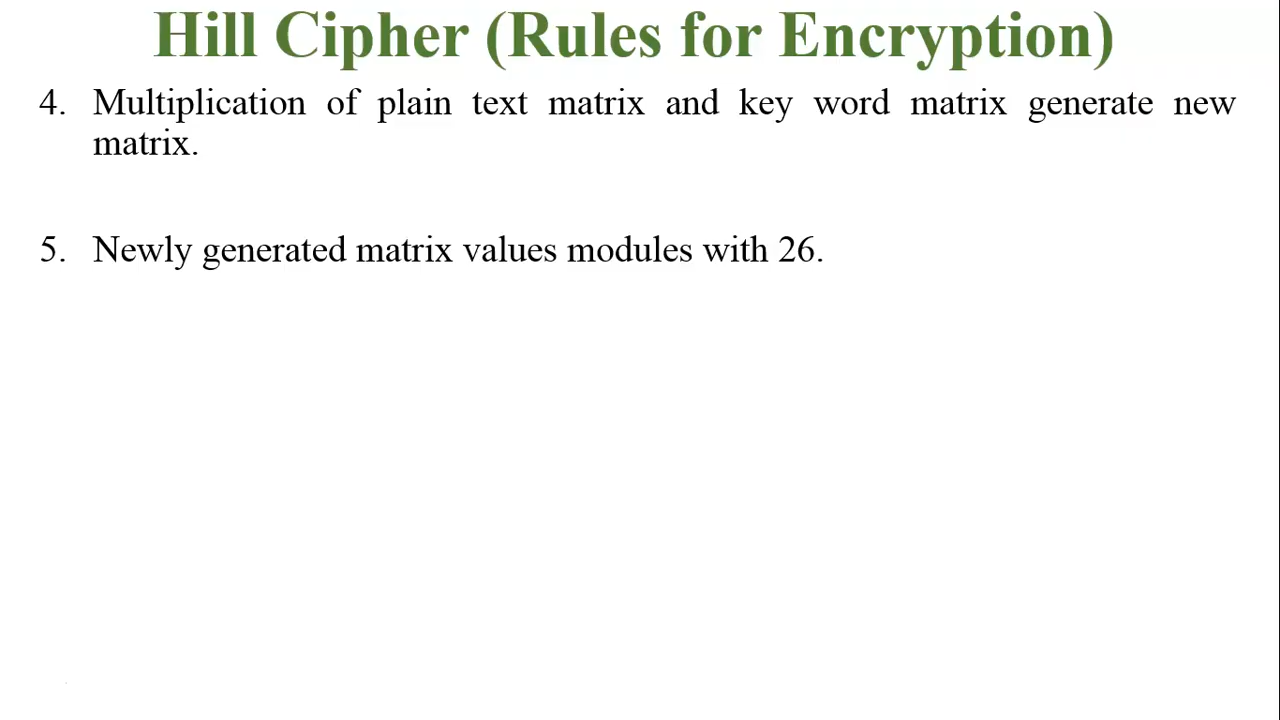 Hill Cipher (Rules for Encryption)
4. Multiplication of plain text matrix and key word matrix generate new
matrix.
5. Newly generated matrix values modules with 26.